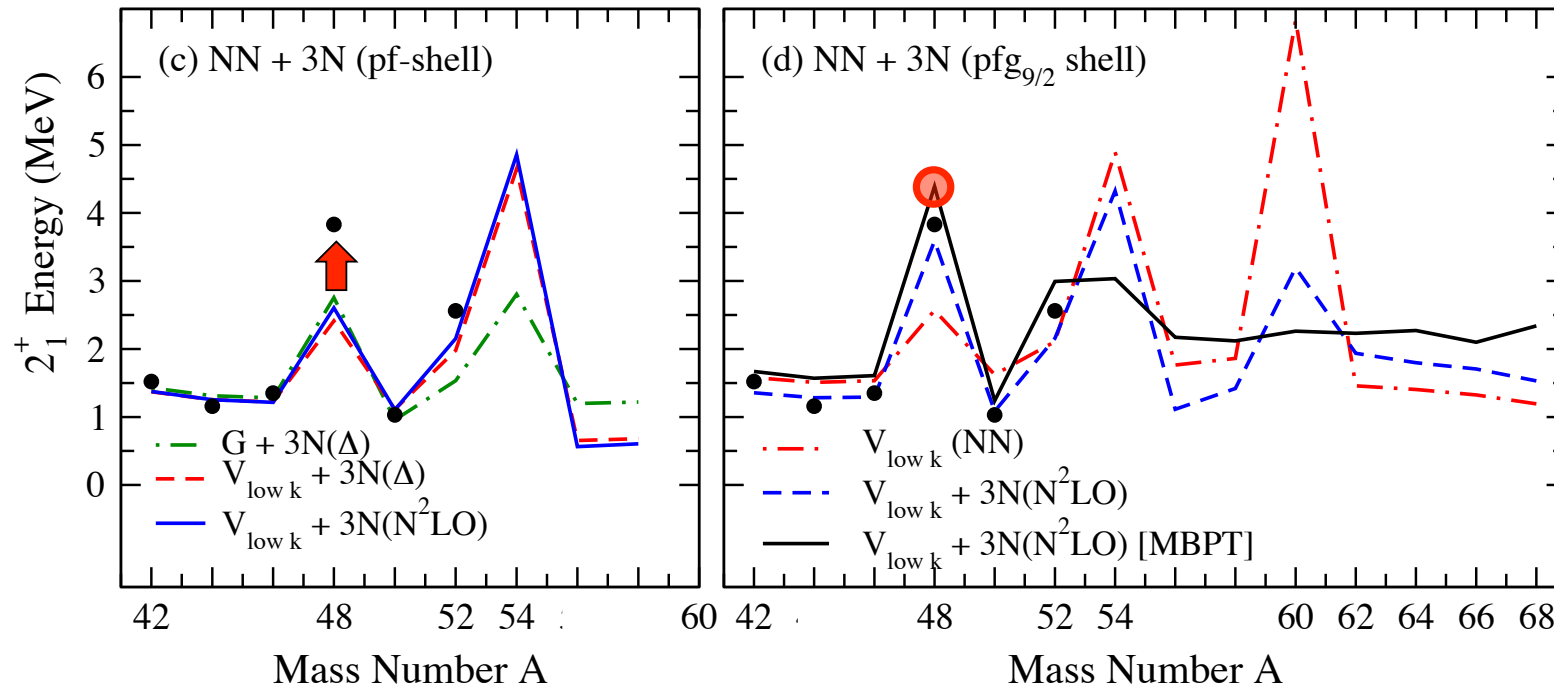 (c) NN + 3N (pf-shell)
(d) NN + 3N (pfg9/2 shell)
2₁⁺ Energy (MeV)
6
5
4
3
2
1
0
G + 3N(Δ)
Vlow k + 3N(Δ)
Vlow k + 3N(N²LO)
Vlow k (NN)
Vlow k + 3N(N²LO)
Vlow k + 3N(N²LO) [MBPT]
42 48 52 54 60
42 48 52 54 60 62 64 66 68
Mass Number A
Mass Number A